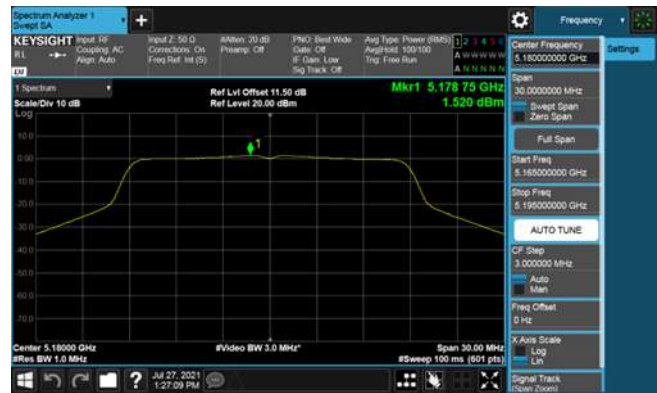 Spectrum Analyzer 1
Swept SA
+
Frequency
KEYSIGHT
RL
LXI
Input: RF
Coupling: AC
Align: Auto
Input Z: 50 Ω
Corrections: On
Freq Ref: Int (S)
#Atten: 20 dB
Preamp: Off
PNO: Best Wide
Gate: Off
IF Gain: Low
Sig Track: Off
Avg Type: Power (RMS)
Avg|Hold: 100/100
Trig: Free Run
1 2 3 4 5 6
A W W W W W
A N N N N N
1 Spectrum
Scale/Div 10 dB
Log
Ref Lvl Offset 11.50 dB
Ref Level 20.00 dBm
Mkr1 5.178 75 GHz
1.520 dBm
1
10.0
0.00
-10.0
-20.0
-30.0
-40.0
-50.0
-60.0
-70.0
Center 5.18000 GHz
#Res BW 1.0 MHz
#Video BW 3.0 MHz*
Span 30.00 MHz
#Sweep 100 ms (601 pts)
?
Jul 27, 2021
1:27:09 PM
Center Frequency
5.180000000 GHz
Span
30.0000000 MHz
Swept Span
Zero Span
Full Span
Start Freq
5.165000000 GHz
Stop Freq
5.195000000 GHz
AUTO TUNE
CF Step
3.000000 MHz
Auto
Man
Freq Offset
0 Hz
X Axis Scale
Log
Lin
Signal Track
(Span Zoom)
Settings